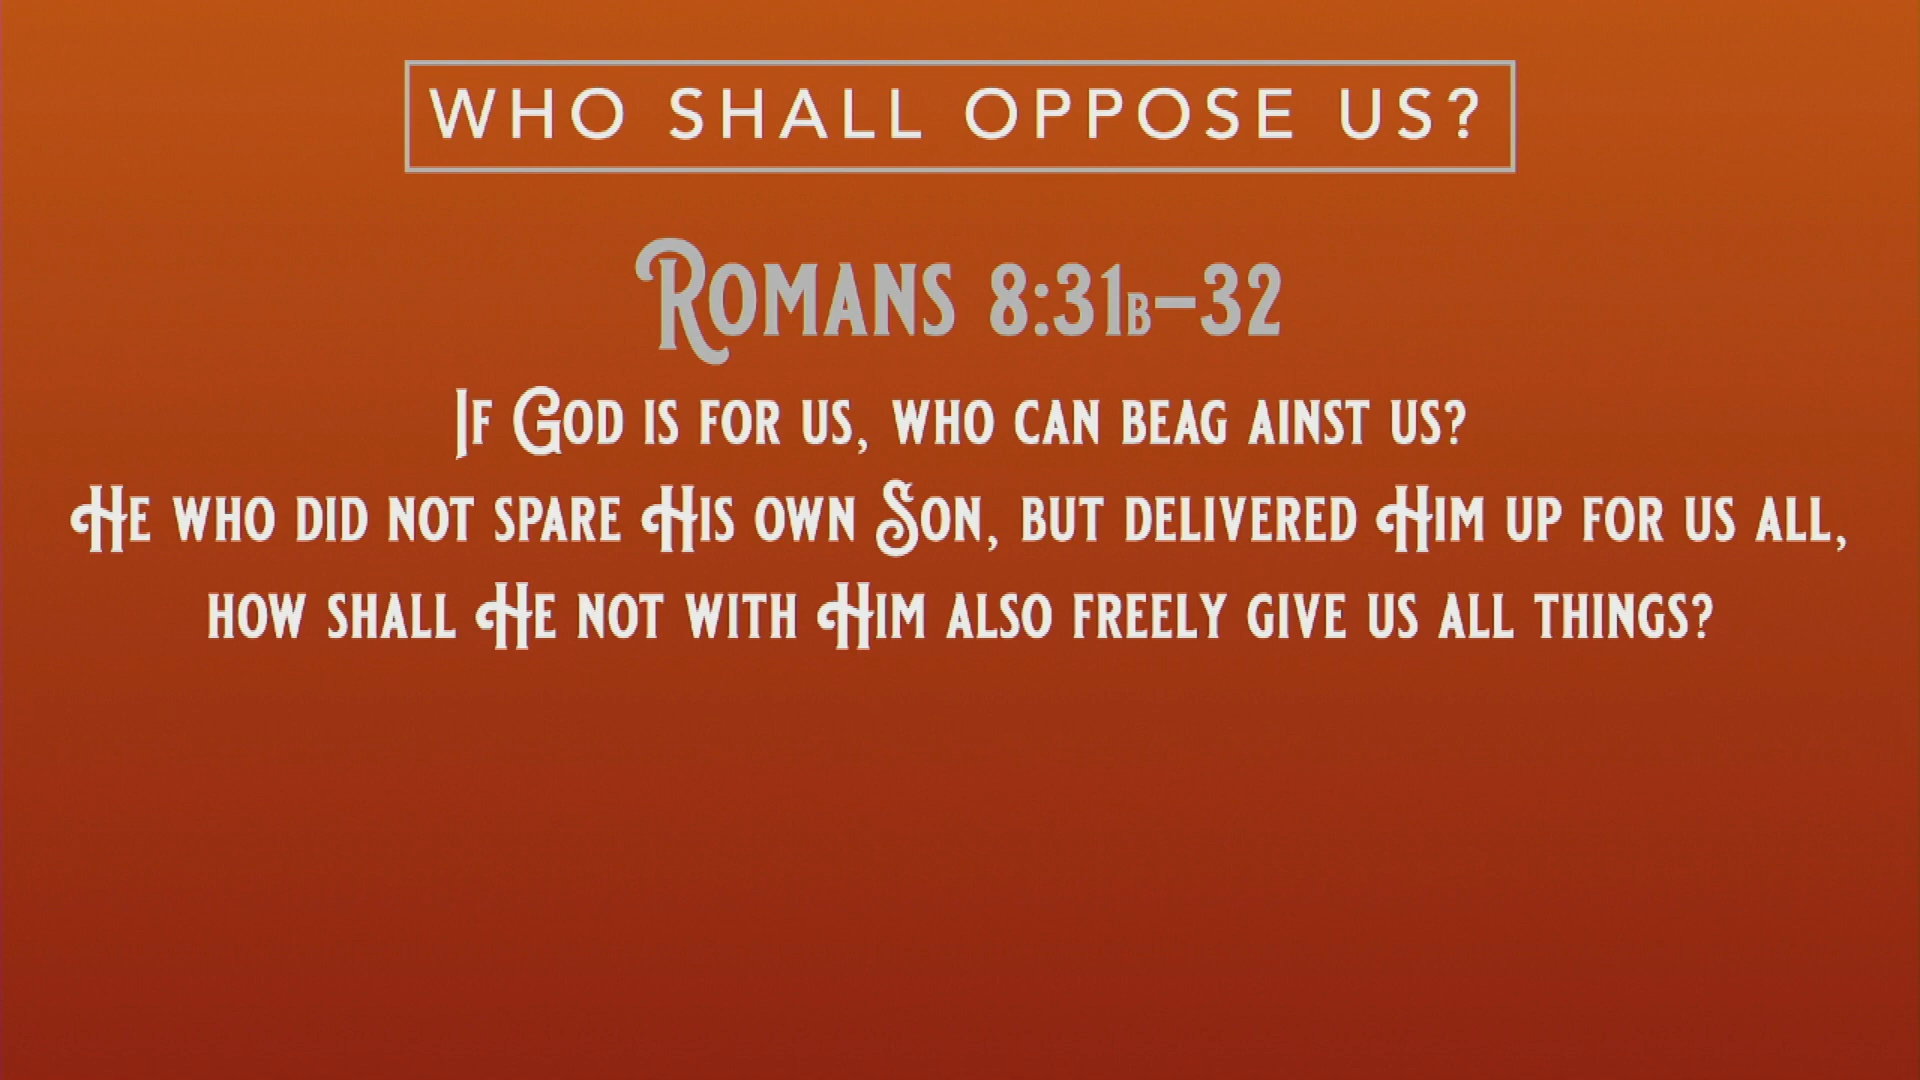 WHO SHALL OPPOSE US?
Romans 8:31b–32
If God is for us, who can beag ainst us?
He who did not spare His own Son, but delivered Him up for us all,
how shall He not with Him also freely give us all things?